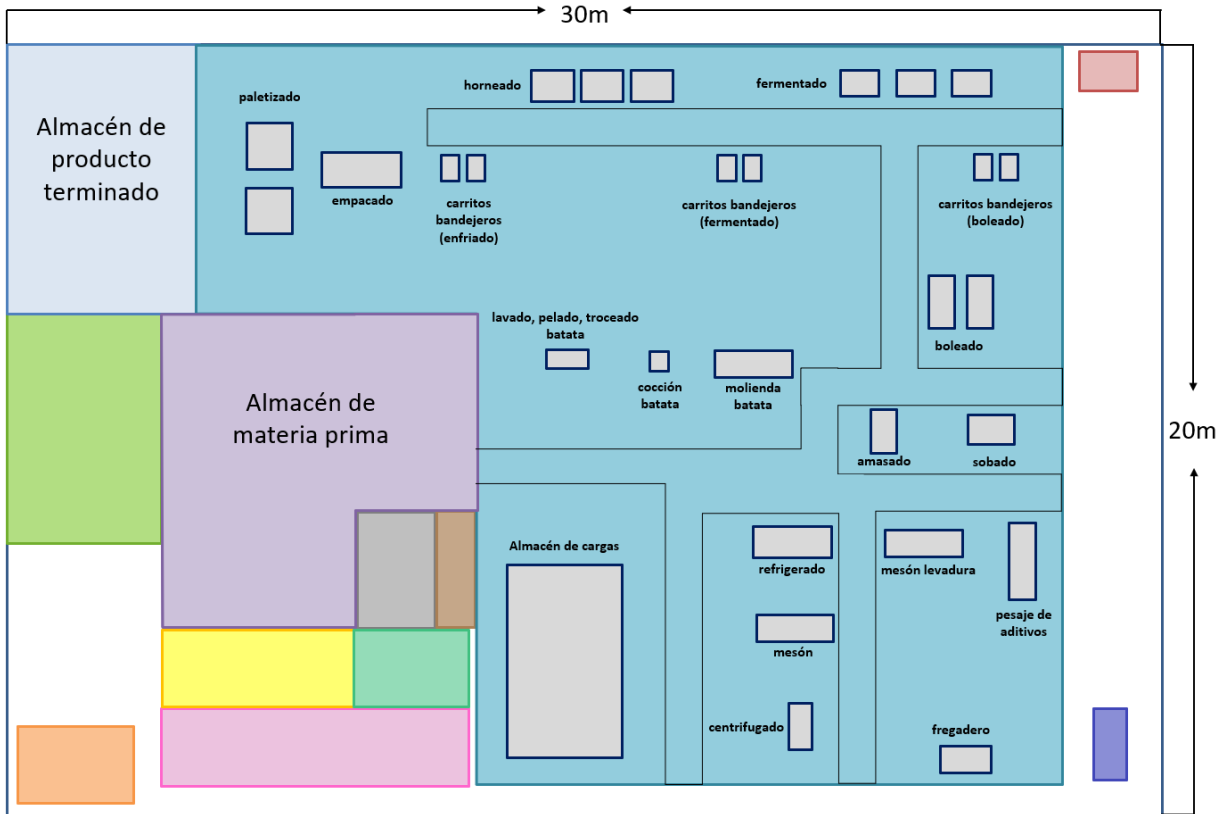 30m
Almacén de
producto
terminado
paletizado
empacado
horneado
fermentado
carritos
bandejeros
(enfriado)
carritos bandejeros
(fermentado)
carritos bandejeros
(boleado)
lavado, pelado, troceado
batata
cocción
batata
molienda
batata
boleado
Almacén de
materia prima
amasado
sobado
20m
Almacén de cargas
refrigerado
mesón levadura
pesaje de
aditivos
mesón
centrifugado
fregadero